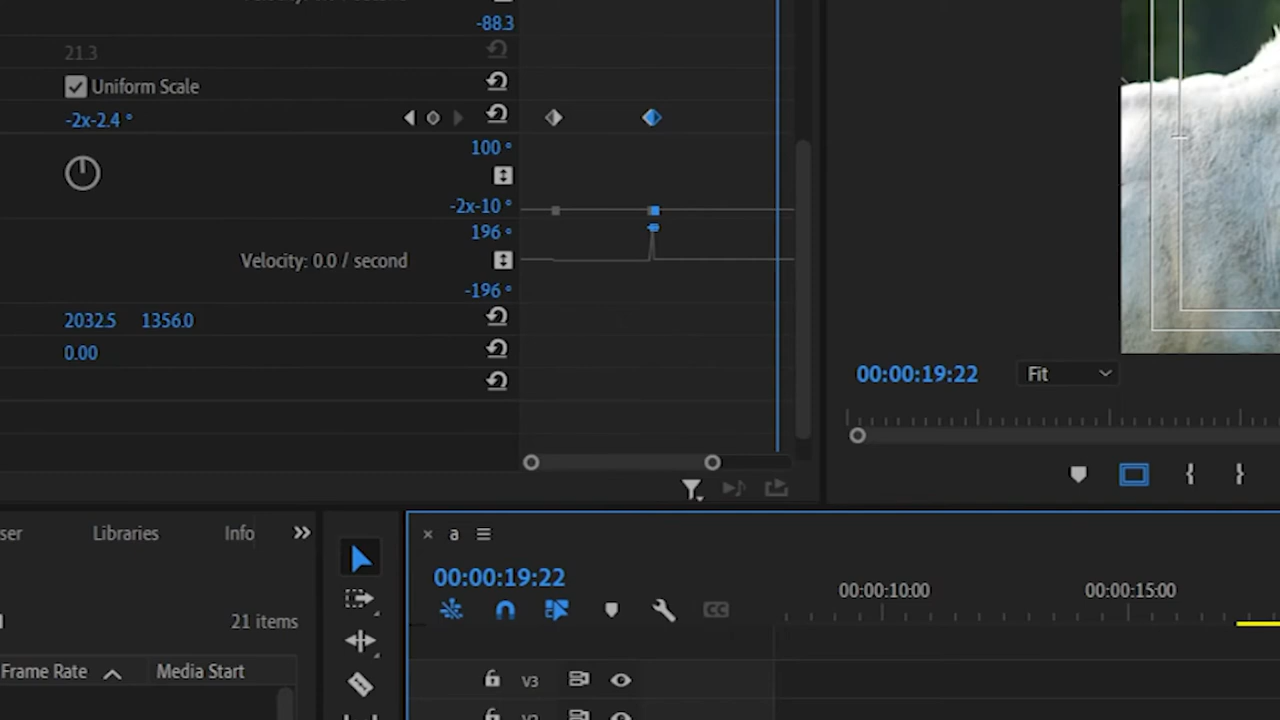 -88.3
21.3
Uniform Scale
-2x-2.4 °
100 °
-2x-10 °
196 °
Velocity: 0.0 / second
-196 °
2032.5 1356.0
0.00
00:00:19:22 Fit
Libraries Info
a
00:00:19:22
00:00:10:00 00:00:15:00
CC
21 items
Frame Rate Media Start
V3